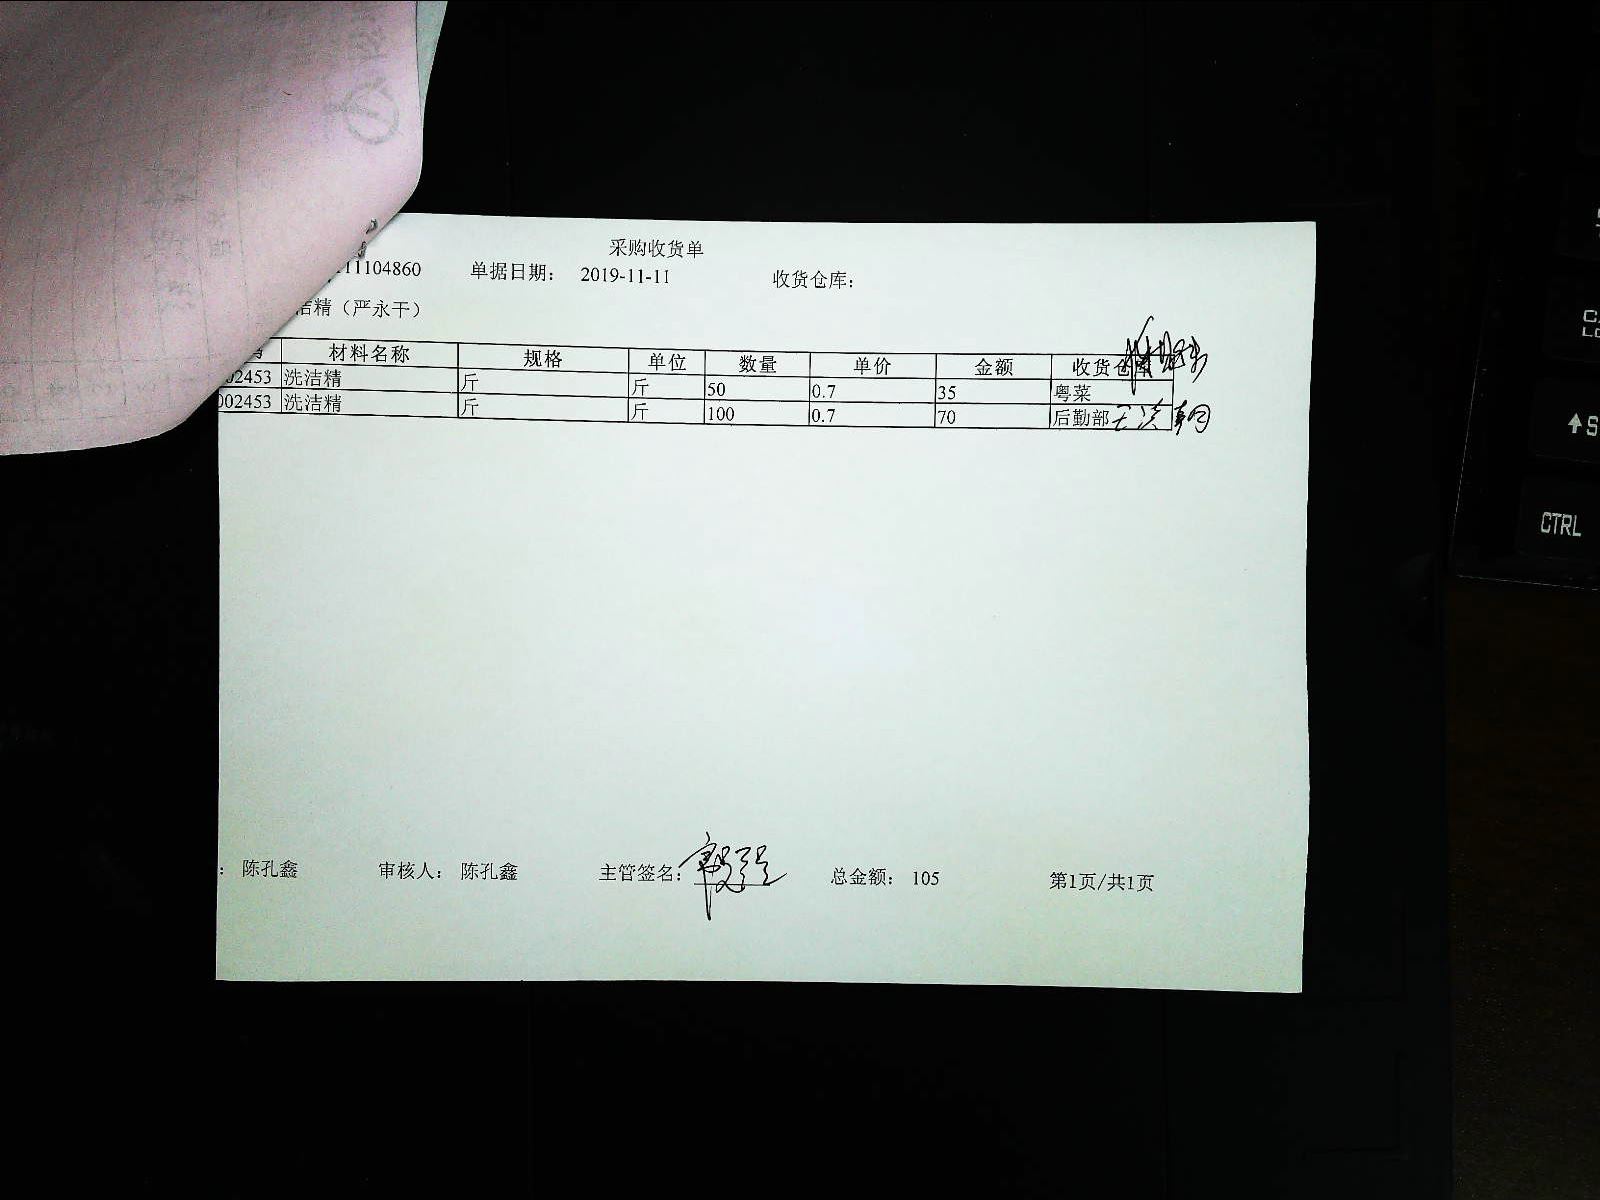 采购收货单
11104860 单据日期： 2019-11-11 收货仓库：
洁精（严永干）
材料名称 规格 单位 数量 单价 金额 收货仓
02453 洗洁精 斤 斤 50 0.7 35 粤菜
002453 洗洁精 斤 斤 100 0.7 70 后勤部
： 陈孔鑫 审核人： 陈孔鑫 主管签名： 总金额： 105 第1页/共1页
CTRL